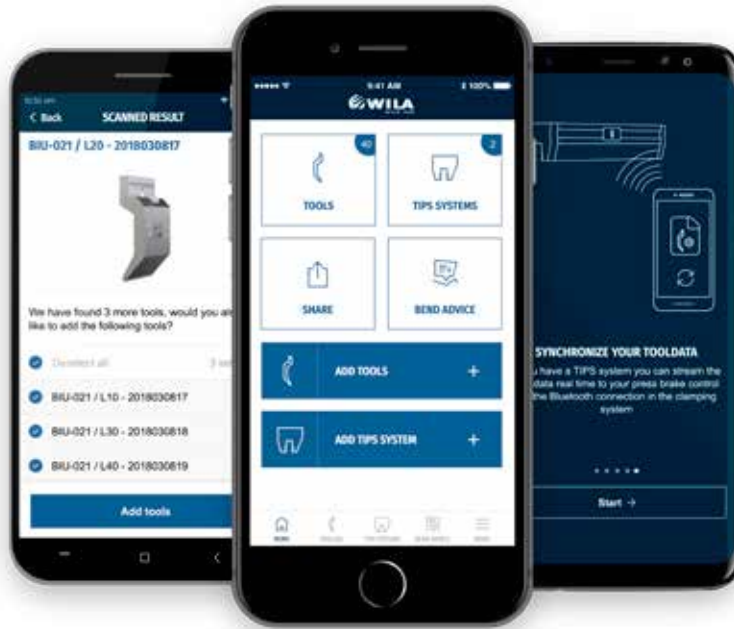 < Back SCANNED RESULT
BIU-021 / L20 - 2018030817
We have found 3 more tools, would you
like to add the following tools?
Deselect all
BIU-021 / L10 - 2018030817
BIU-021 / L30 - 2018030818
BIU-021 / L40 - 2018030819
Add tools
9:41 AM 100%
WILA
40
TOOLS
2
TIPS SYSTEMS
SHARE
BEND ADVICE
ADD TOOLS +
ADD TIPS SYSTEM +
HOME
SYNCHRONIZE YOUR TOOLDATA
have a TIPS system you can stream the
data real time to your press brake control
the Bluetooth connection in the clamping
system
Start →